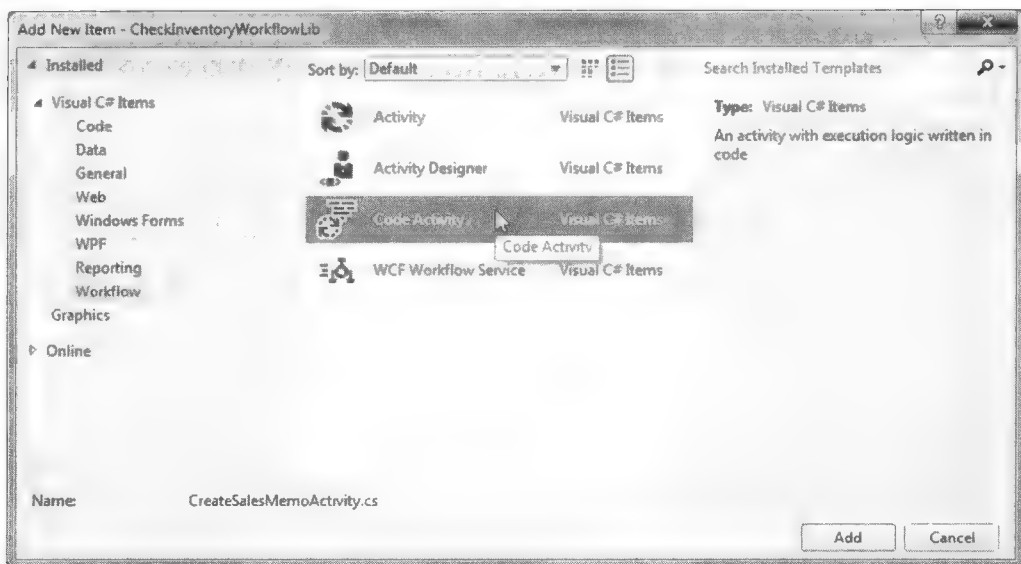 Add New Item - CheckInventoryWorkflowLib
Installed
Sort by: Default
Search Installed Templates
Visual C# Items
Code
Data
General
Web
Windows Forms
WPF
Reporting
Workflow
Graphics
Online
Activity Visual C# Items
Activity Designer Visual C# Items
Code Activity Visual C# Items
Code Activity
WCF Workflow Service Visual C# Items
Type: Visual C# Items
An activity with execution logic written in
code
Name: CreateSalesMemoActivity.cs
Add Cancel